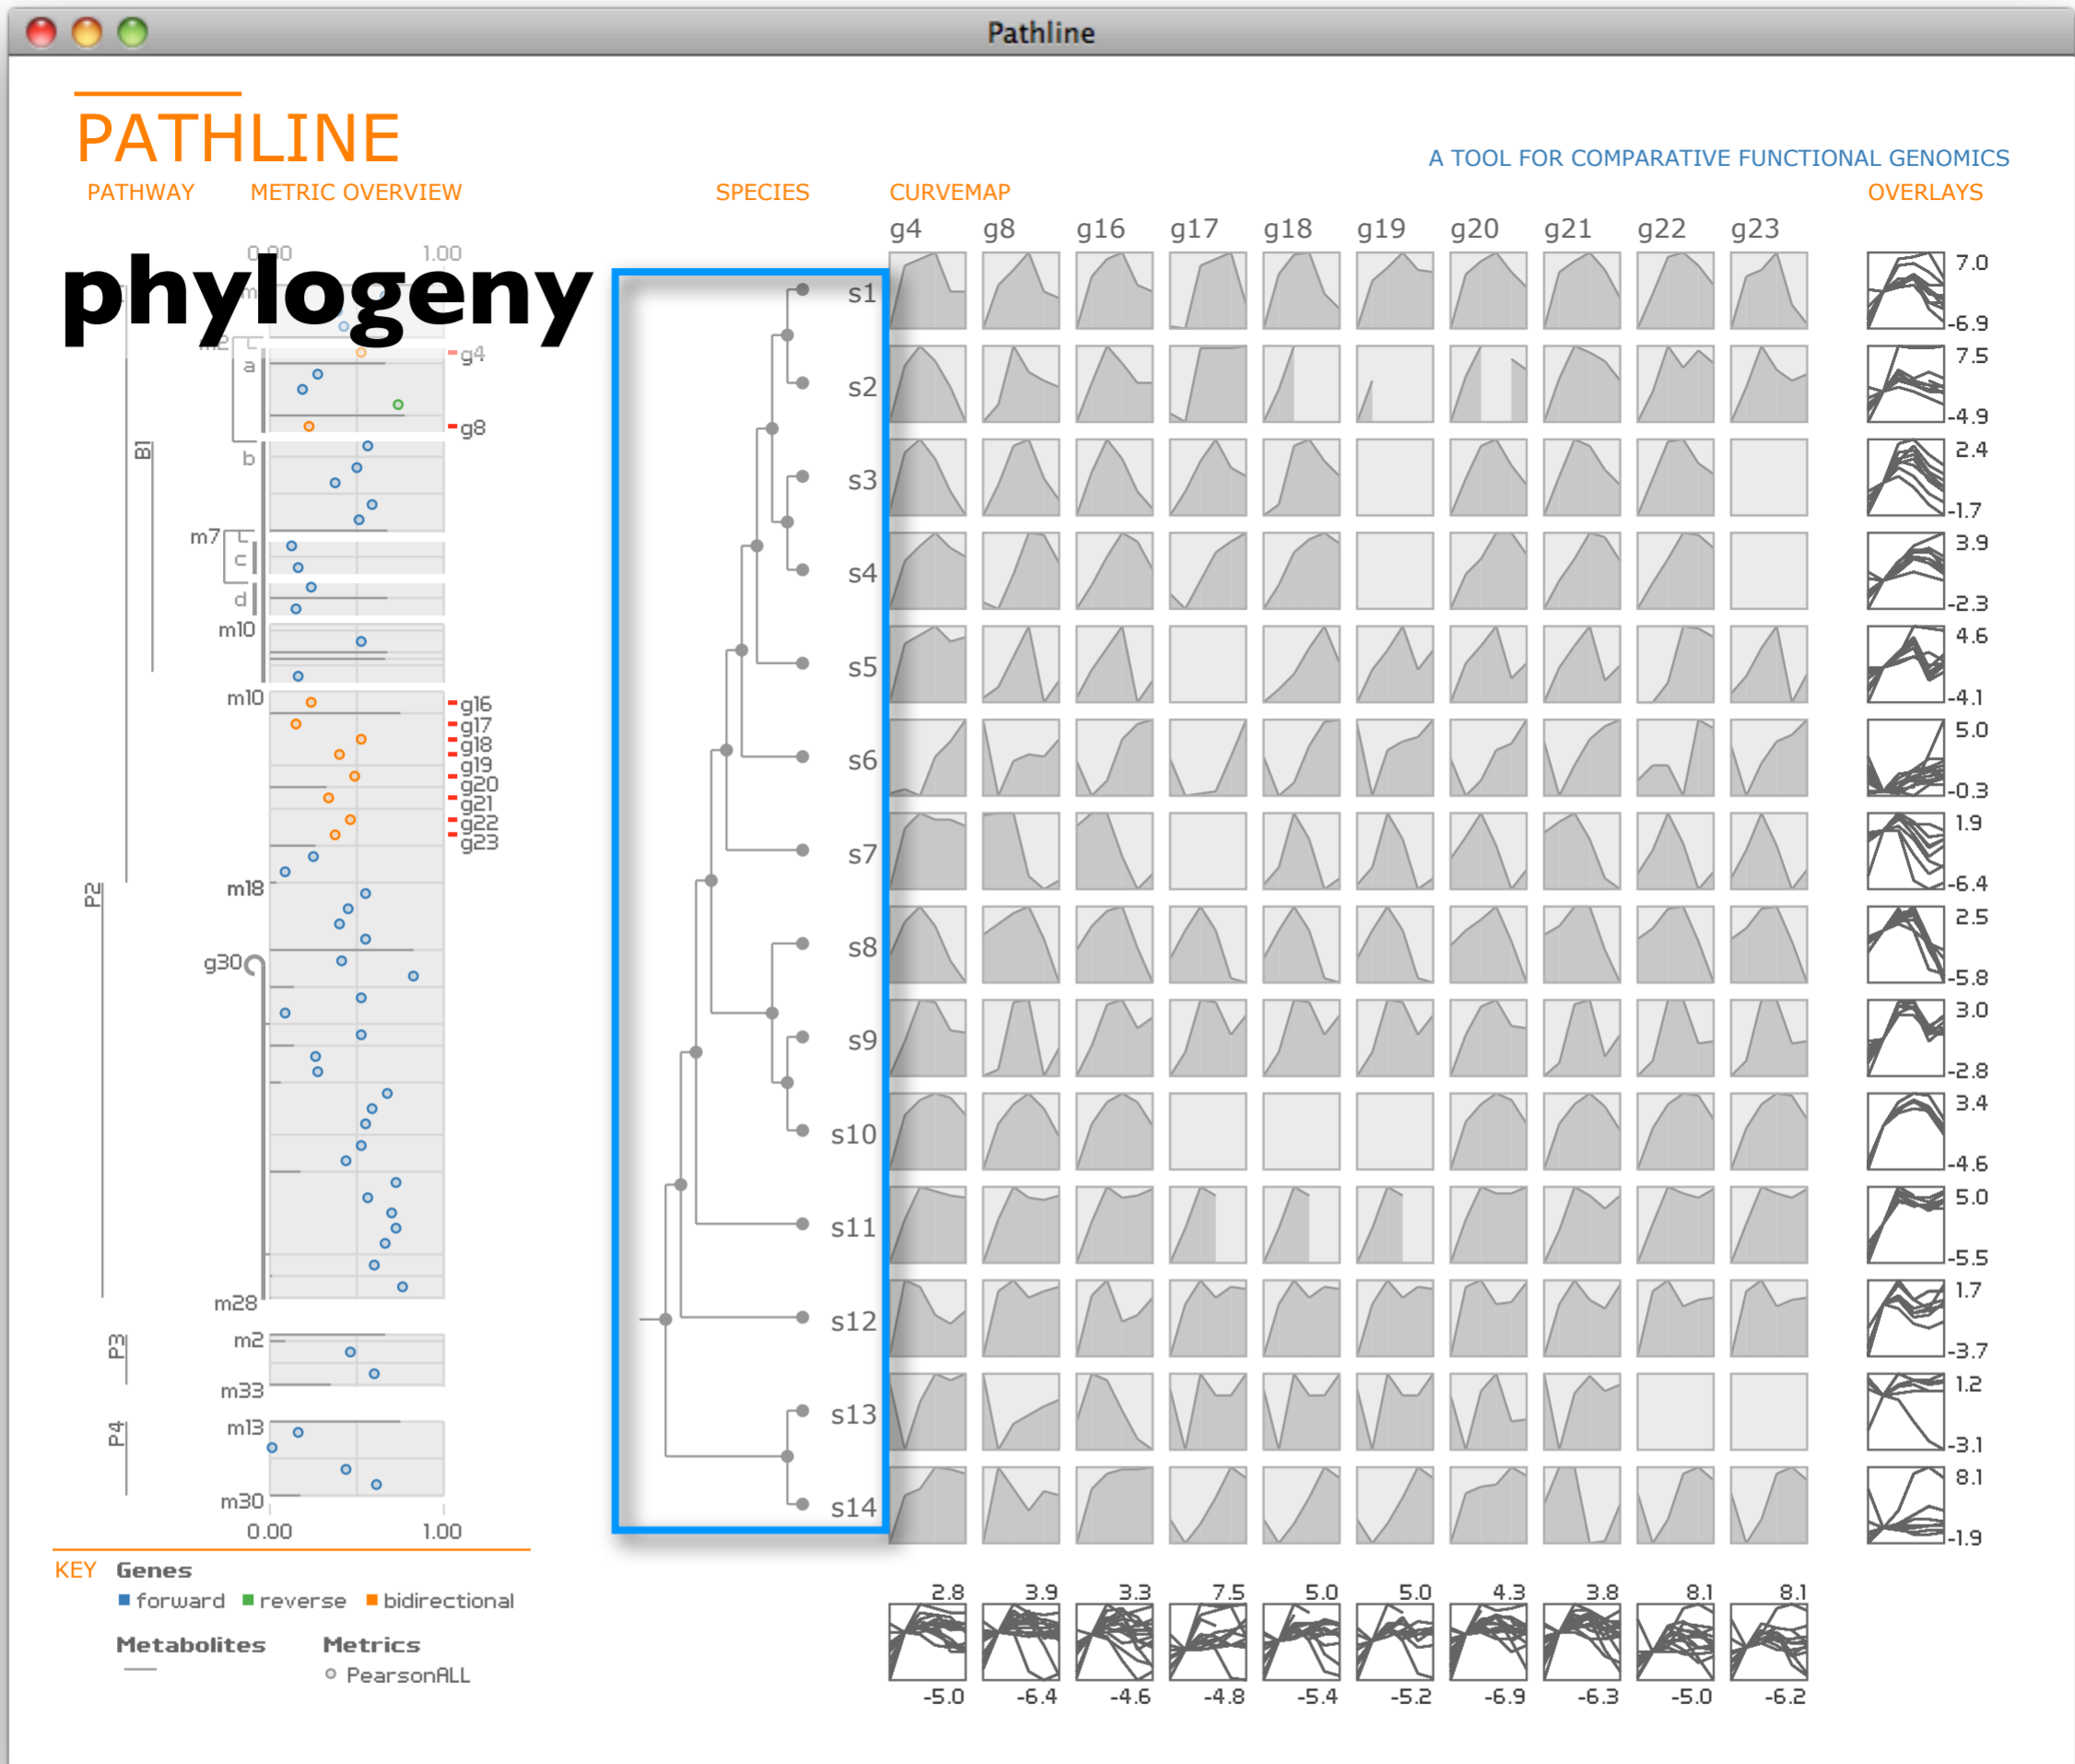 Pathline
PATHLINE
A TOOL FOR COMPARATIVE FUNCTIONAL GENOMICS
PATHWAY METRIC OVERVIEW SPECIES CURVEMAP OVERLAYS
g4 g8 g16 g17 g18 g19 g20 g21 g22 g23
0.00 1.00
phylogeny
m2
g4
a
g8
B1
b
m7
c
d
m10
m10
g16
g17
g18
g19
g20
g21
g22
g23
m18
P2
g30
m28
P3
m2
m33
P4
m13
m30
0.00 1.00
s1
s2
s3
s4
s5
s6
s7
s8
s9
s10
s11
s12
s13
s14
7.0
-6.9
7.5
-4.9
2.4
-1.7
3.9
-2.3
4.6
-4.1
5.0
-0.3
1.9
-6.4
2.5
-5.8
3.0
-2.8
3.4
-4.6
5.0
-5.5
1.7
-3.7
1.2
-3.1
8.1
-1.9
KEY Genes
forward reverse bidirectional
Metabolites Metrics
PearsonALL
2.8 3.9 3.3 7.5 5.0 5.0 4.3 3.8 8.1 8.1
-5.0 -6.4 -4.6 -4.8 -5.4 -5.2 -6.9 -6.3 -5.0 -6.2